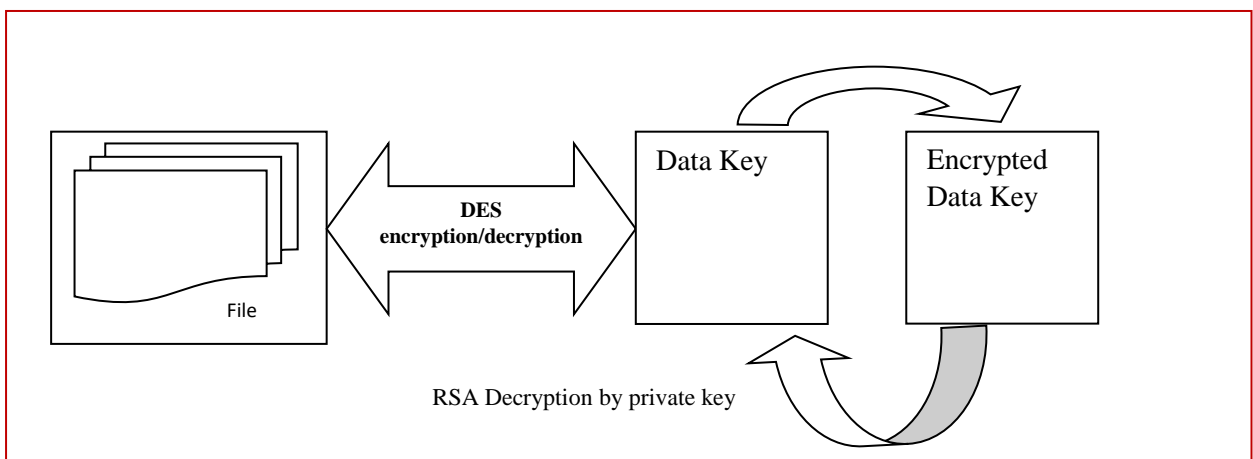 Data Key
Encrypted
Data Key
DES
encryption/decryption
File
RSA Decryption by private key